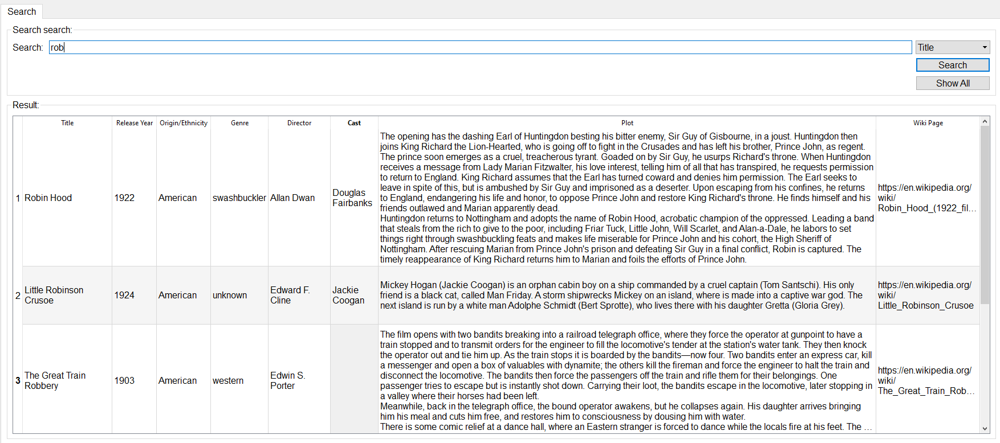 Search
Search search:
Search: rob Title
Search
Show All
Result:
Title Release Year Origin/Ethnicity Genre Director Cast Plot Wiki Page
1
Robin Hood
1922
American
swashbuckler
Allan Dwan
Douglas
Fairbanks
The opening has the dashing Earl of Huntingdon besting his bitter enemy, Sir Guy of Gisbourne, in a joust. Huntingdon then
joins King Richard the Lion-Hearted, who is going off to fight in the Crusades and has left his brother, Prince John, as regent.
The prince soon emerges as a cruel, treacherous tyrant. Goaded on by Sir Guy, he usurps Richard's throne. When Huntingdon
receives a message from Lady Marian Fitzwalter, his love interest, telling him of all that has transpired, he requests permission
to return to England. King Richard assumes that the Earl has turned coward and denies him permission. The Earl seeks to
leave in spite of this, but is ambushed by Sir Guy and imprisoned as a deserter. Upon escaping from his confines, he returns
to England, endangering his life and honor, to oppose Prince John and restore King Richard's throne. He finds himself and his
friends outlawed and Marian apparently dead.
Huntingdon returns to Nottingham and adopts the name of Robin Hood, acrobatic champion of the oppressed. Leading a band
that steals from the rich to give to the poor, including Friar Tuck, Little John, Will Scarlet, and Alan-a-Dale, he labors to set
things right through swashbuckling feats and makes life miserable for Prince John and his cohort, the High Sheriff of
Nottingham. After rescuing Marian from Prince John's prison and defeating Sir Guy in a final conflict, Robin is captured. The
timely reappearance of King Richard returns him to Marian and foils the efforts of Prince John.
https://en.wikipedia.org/
wiki/
Robin_Hood_(1922_fil...
2
Little Robinson
Crusoe
1924
American
unknown
Edward F.
Cline
Jackie
Coogan
Mickey Hogan (Jackie Coogan) is an orphan cabin boy on a ship commanded by a cruel captain (Tom Santschi). His only
friend is a black cat, called Man Friday. A storm shipwrecks Mickey on an island, where is made into a captive war god. The
next island is run by a white man Adolphe Schmidt (Bert Sprotte), who lives there with his daughter Gretta (Gloria Grey).
https://en.wikipedia.org/
wiki/
Little_Robinson_Crusoe
3
The Great Train
Robbery
1903
American
western
Edwin S.
Porter
The film opens with two bandits breaking into a railroad telegraph office, where they force the operator at gunpoint to have a
train stopped and to transmit orders for the engineer to fill the locomotive's tender at the station's water tank. They then knock
the operator out and tie him up. As the train stops it is boarded by the bandits—now four. Two bandits enter an express car, kill
a messenger and open a box of valuables with dynamite; the others kill the fireman and force the engineer to halt the train and
disconnect the locomotive. The bandits then force the passengers off the train and rifle them for their belongings. One
passenger tries to escape but is instantly shot down. Carrying their loot, the bandits escape in the locomotive, later stopping in
a valley where their horses had been left.
Meanwhile, back in the telegraph office, the bound operator awakens, but he collapses again. His daughter arrives bringing
him his meal and cuts him free, and restores him to consciousness by dousing him with water.
There is some comic relief at a dance hall, where an Eastern stranger is forced to dance while the locals fire at his feet. The ...
https://en.wikipedia.org/
wiki/
The_Great_Train_Rob...